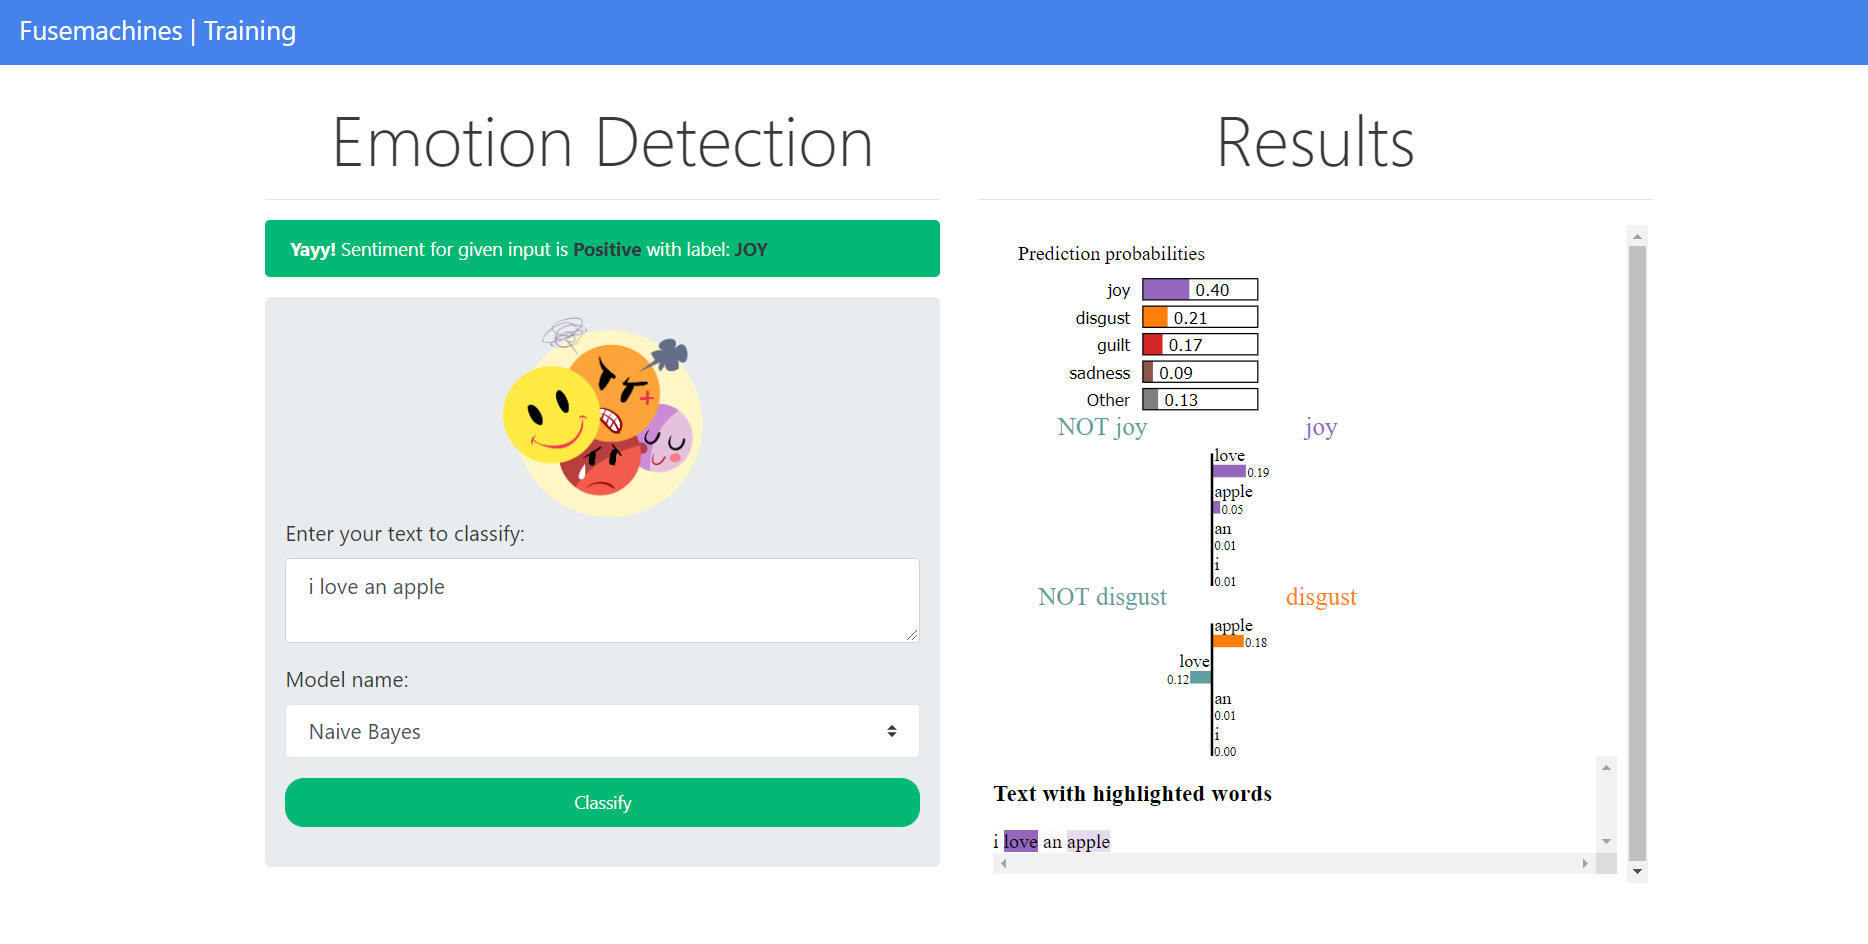 Fusemachines | Training
Emotion Detection
Yayy! Sentiment for given input is Positive with label: JOY
Enter your text to classify:
i love an apple
Model name:
Naive Bayes
Classify
Results
Prediction probabilities
joy 0.40
disgust 0.21
guilt 0.17
sadness 0.09
Other 0.13
NOT joy joy
love
0.19
apple
0.05
an
0.01
i
0.01
NOT disgust disgust
apple
0.18
love
0.12
an
0.01
i
0.00
Text with highlighted words
i love an apple